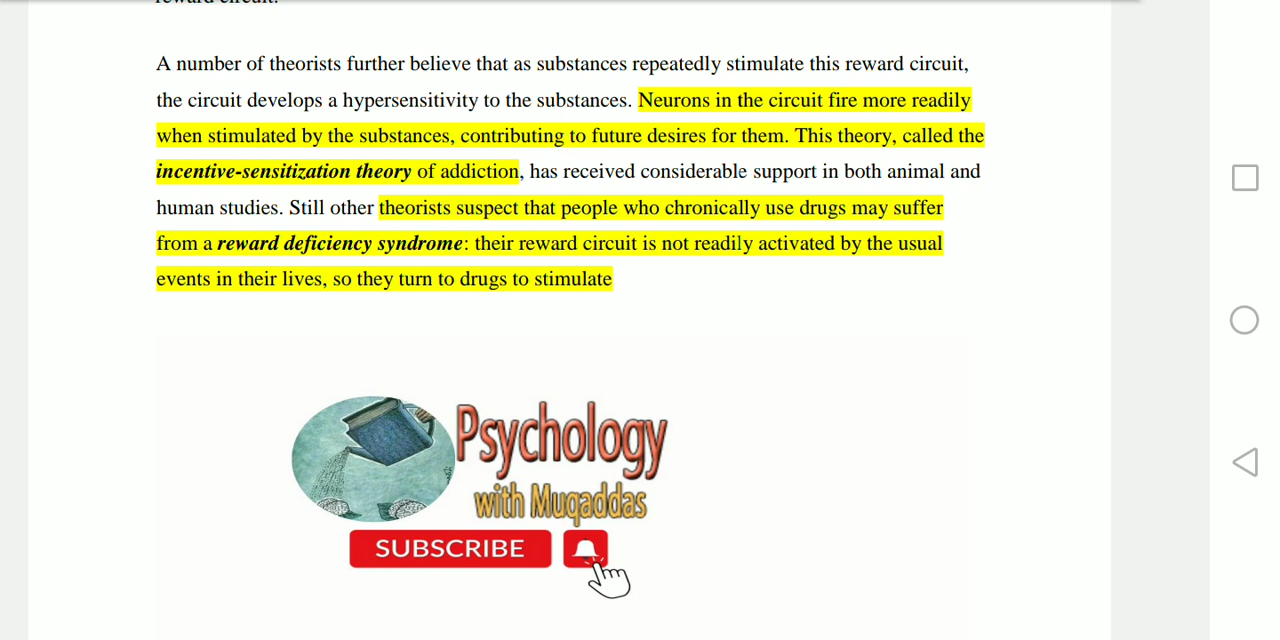 reward circuit.
A number of theorists further believe that as substances repeatedly stimulate this reward circuit,
the circuit develops a hypersensitivity to the substances. Neurons in the circuit fire more readily
when stimulated by the substances, contributing to future desires for them. This theory, called the
incentive-sensitization theory of addiction, has received considerable support in both animal and
human studies. Still other theorists suspect that people who chronically use drugs may suffer
from a reward deficiency syndrome: their reward circuit is not readily activated by the usual
events in their lives, so they turn to drugs to stimulate
Psychology
with Muqaddas
SUBSCRIBE